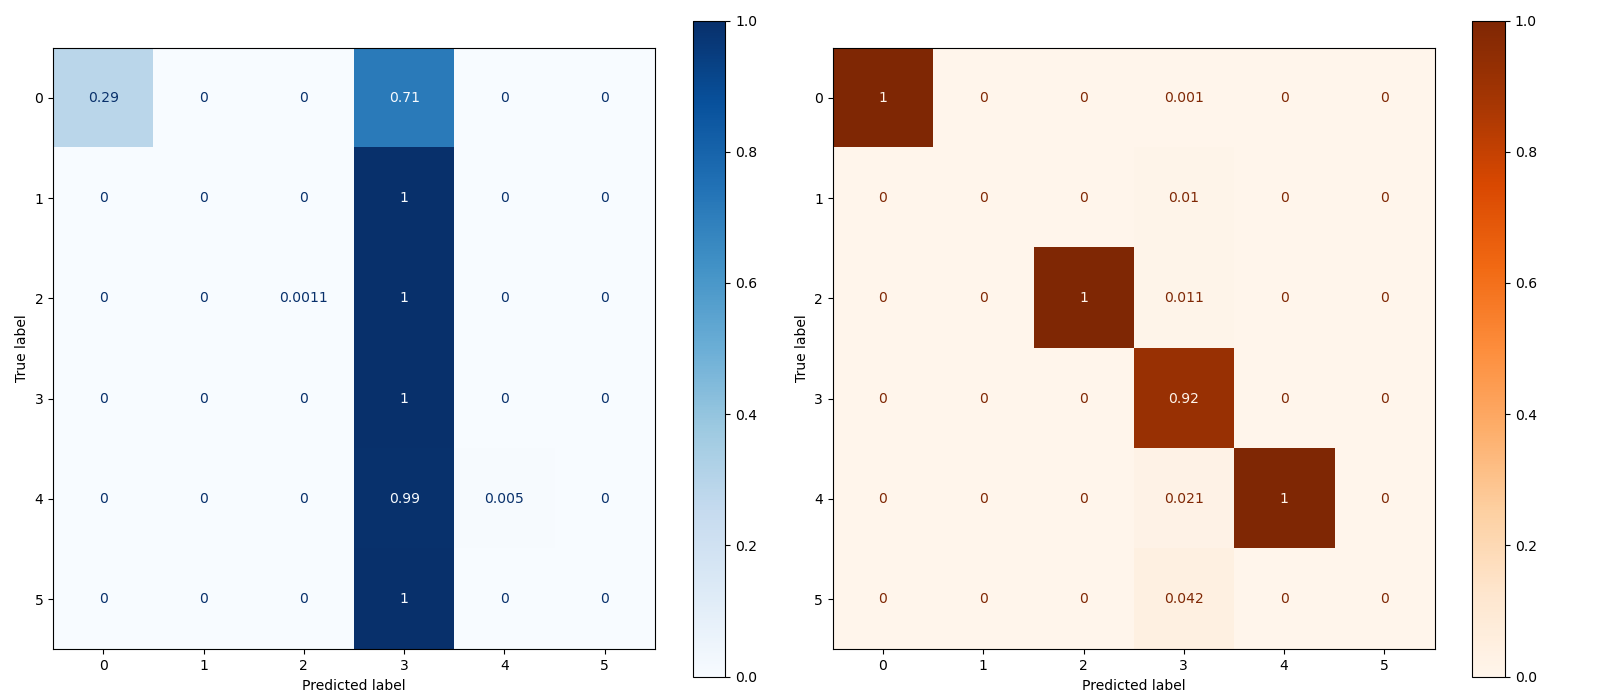 1.0
0.8
0.6
0.4
0.2
0.0
True label
0 0.29 0 0 0.71 0 0
1 0 0 0 1 0 0
2 0 0 0.0011 1 0 0
3 0 0 0 1 0 0
4 0 0 0 0.99 0.005 0
5 0 0 0 1 0 0
0 1 2 3 4 5
Predicted label
1.0
0.8
0.6
0.4
0.2
0.0
True label
0 1 0 0 0.001 0 0
1 0 0 0 0.01 0 0
2 0 0 1 0.011 0 0
3 0 0 0 0.92 0 0
4 0 0 0 0.021 1 0
5 0 0 0 0.042 0 0
0 1 2 3 4 5
Predicted label